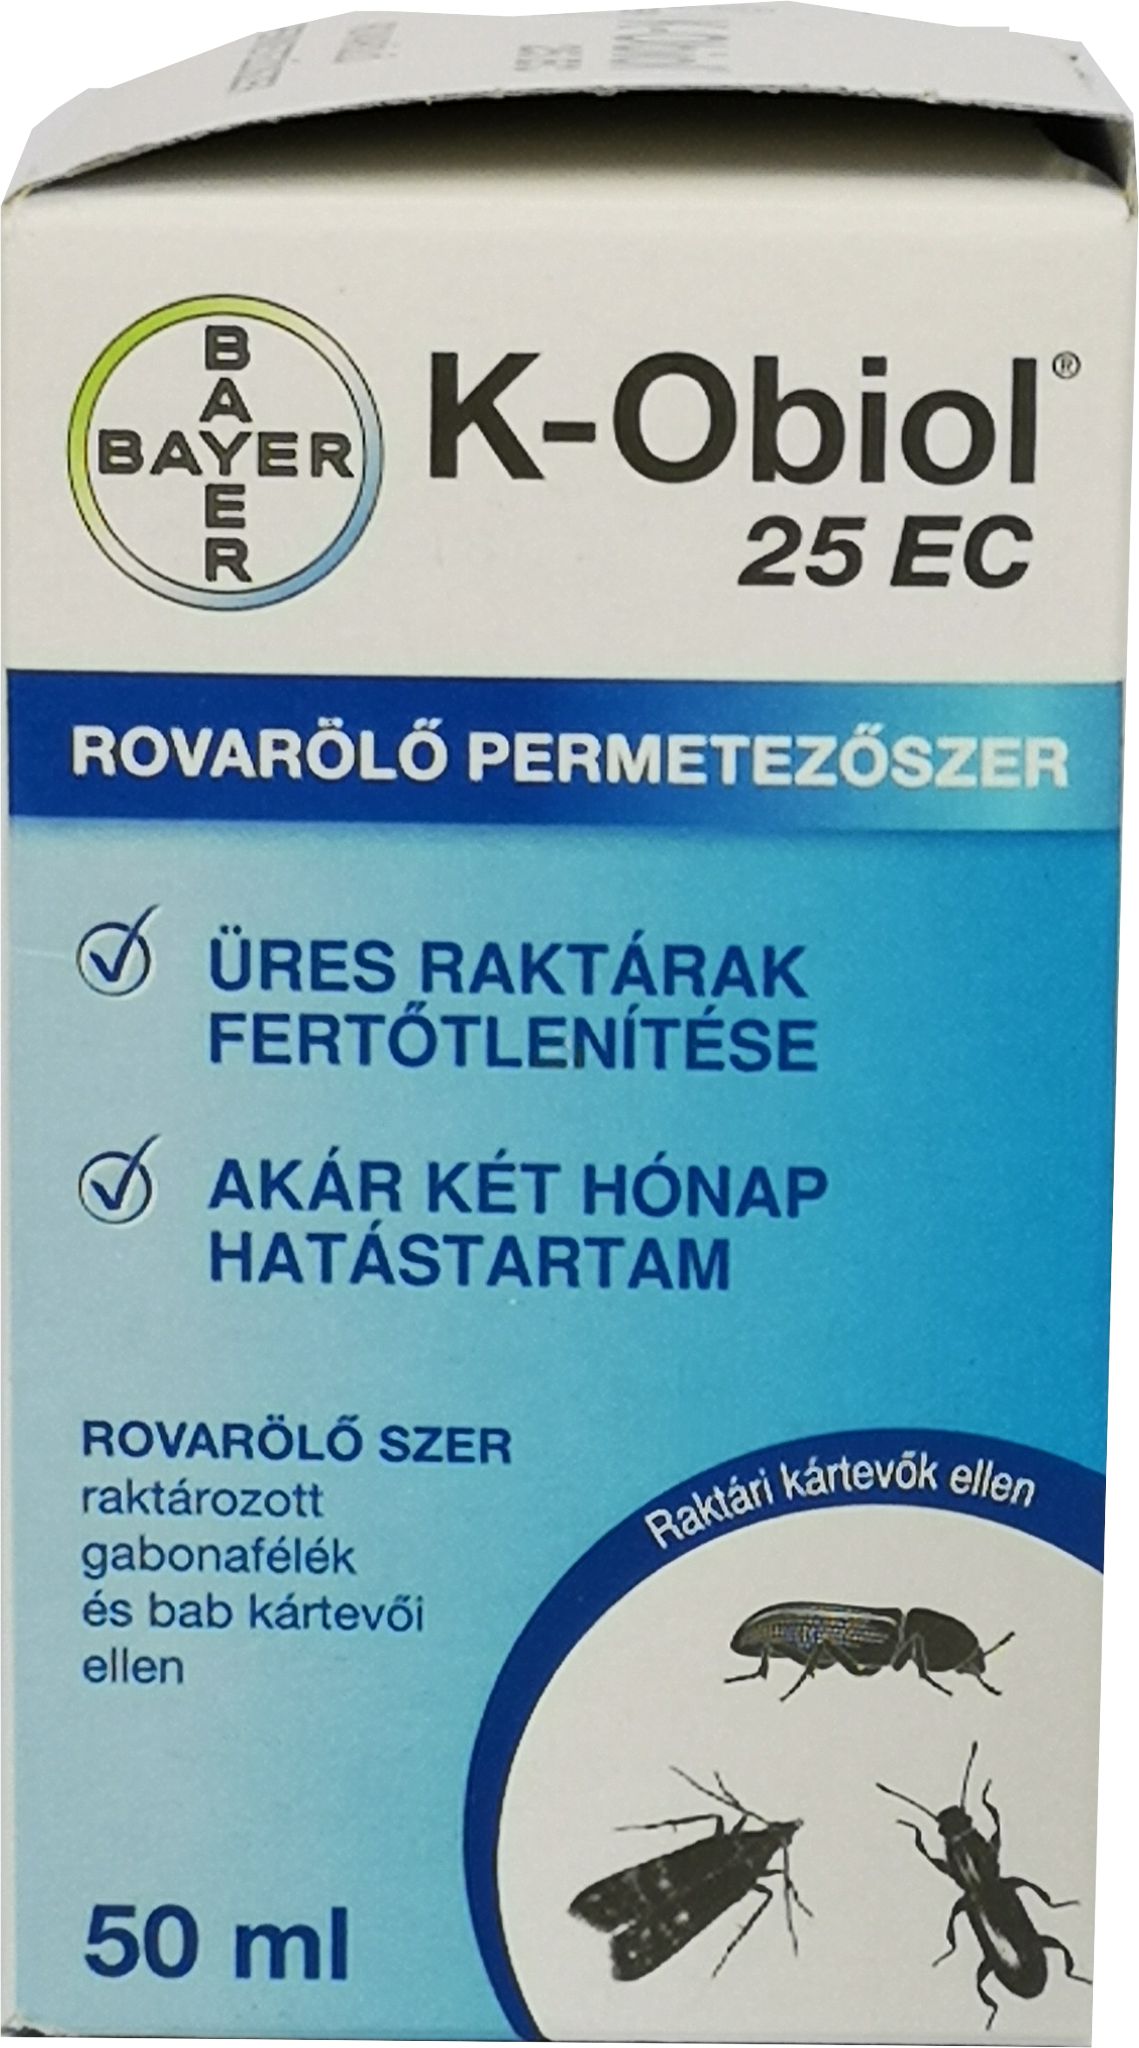 BAYER
BAYER
K-Obiol®
25 EC
ROVARÖLŐ PERMETEZŐSZER
ÜRES RAKTÁRAK
FERTŐTLENÍTÉSE
AKÁR KÉT HÓNAP
HATÁSTARTAM
ROVARÖLŐ SZER
raktározott
gabonafélék
és bab kártevői
ellen
Raktári kártevők ellen
50 ml